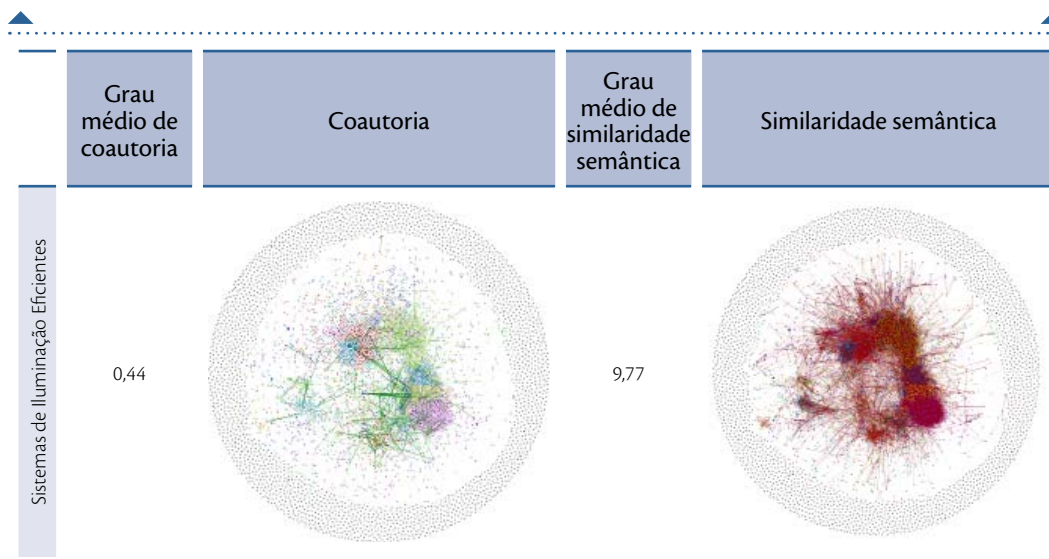 Grau
médio de
coautoria
Coautoria
Grau
médio de
similaridade
semântica
Similaridade semântica
Sistemas de Iluminação Eficientes
0,44
9,77